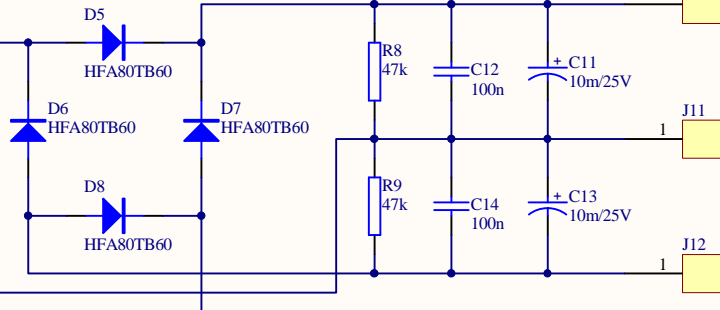 D5
HFA80TB60
D6
HFA80TB60
D7
HFA80TB60
D8
HFA80TB60
R8
47k
C12
100n
+
C11
10m/25V
J11
1
R9
47k
C14
100n
+
C13
10m/25V
J12
1